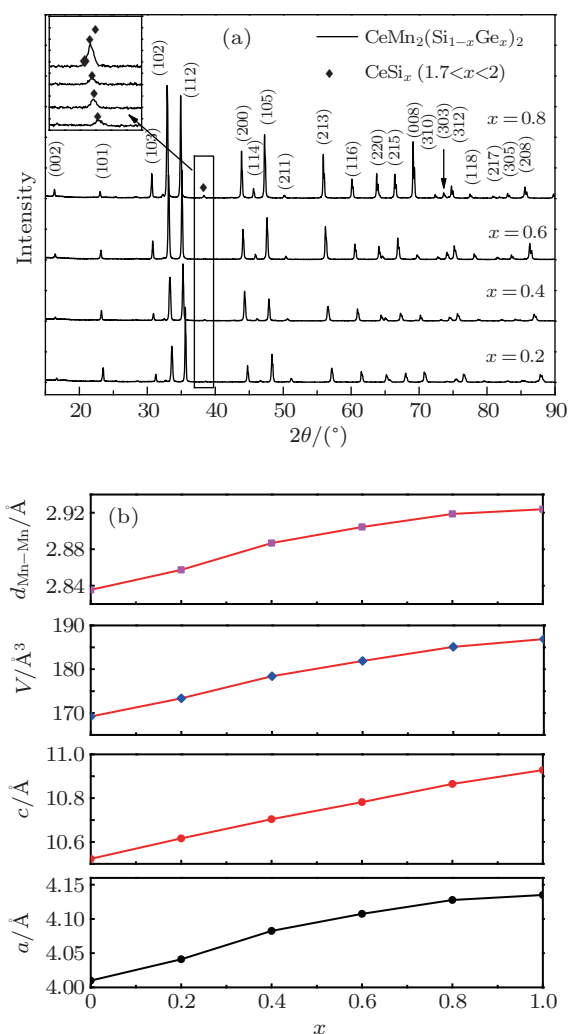 (a)
CeMn₂(Si₁₋ₓGeₓ)₂
CeSiₓ (1.7<x<2)
Intensity
(002)
(101)
(103)
(102)
(112)
(200)
(114)
(105)
(211)
(213)
(116)
(220)
(215)
(008)
(310)
(303)
(312)
(118)
(217)
(305)
(208)
x = 0.8
x = 0.6
x = 0.4
x = 0.2
20 30 40 50 60 70 80 90
2θ/(°)
(b)
d Mn−Mn/Å
2.92
2.88
2.84
V/Å³
190
180
170
c/Å
11.0
10.8
10.6
a/Å
4.15
4.10
4.05
4.00
0 0.2 0.4 0.6 0.8 1.0
x